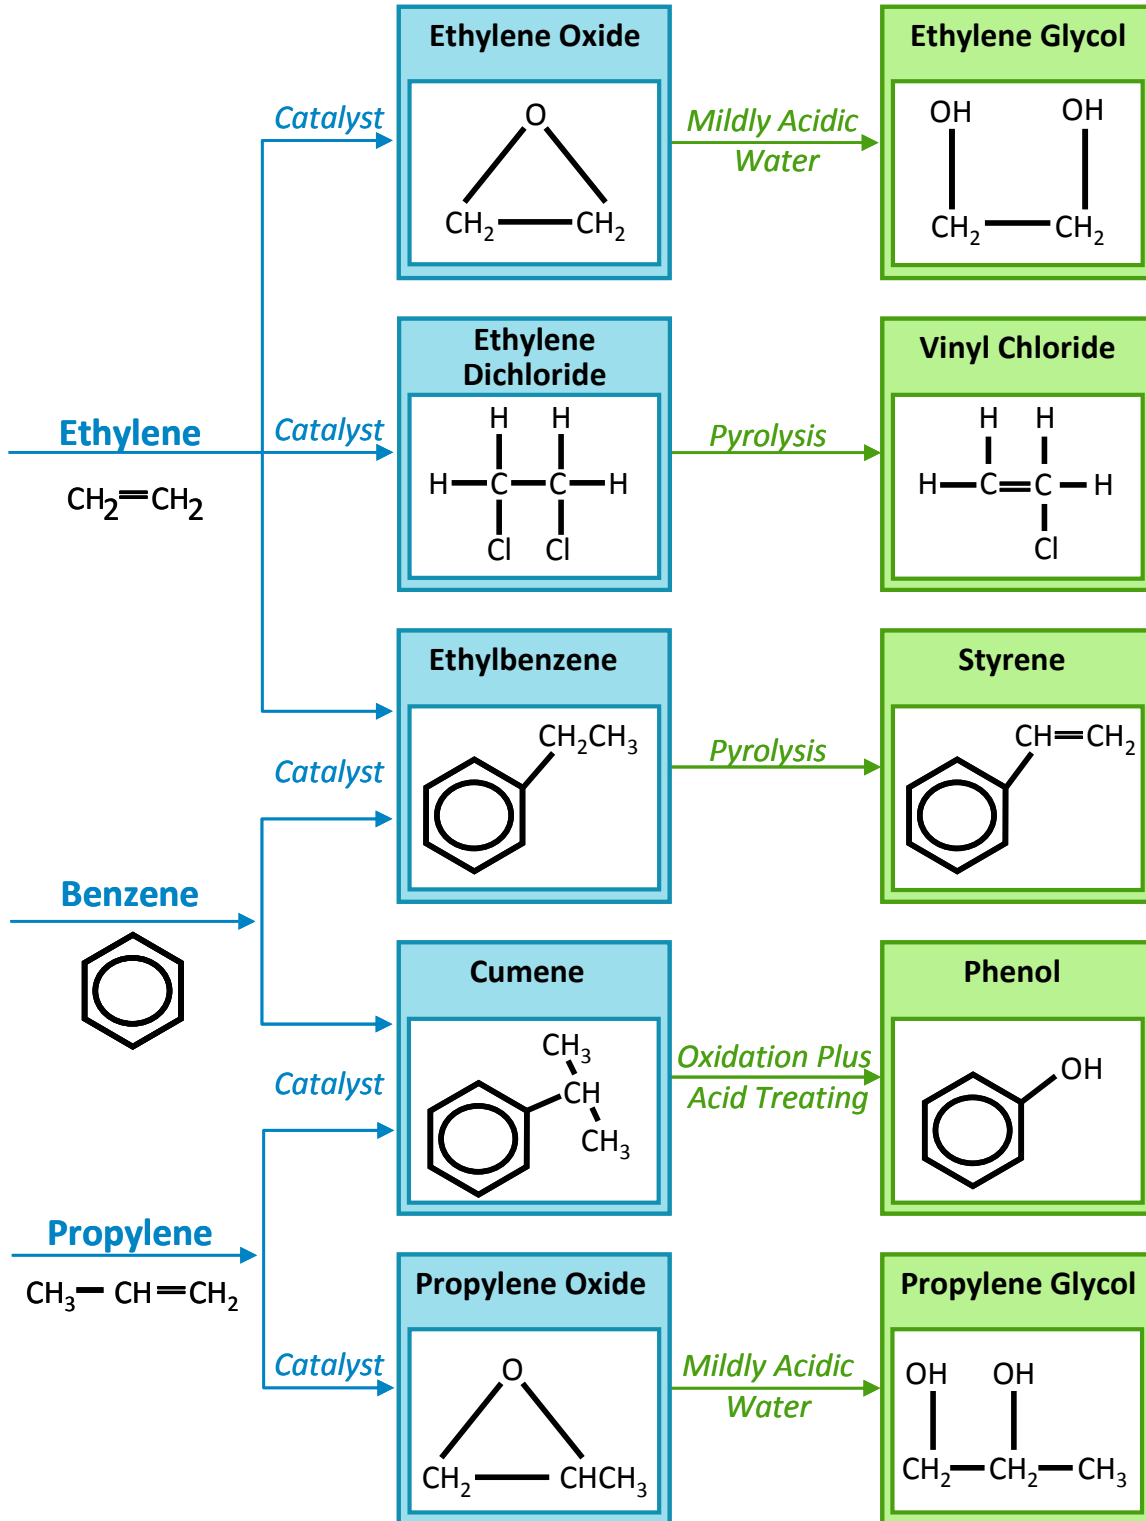 Ethylene Oxide
Ethylene Glycol
Catalyst
O
CH₂ CH₂
Mildly Acidic
Water
OH OH
CH₂ CH₂
Ethylene
Dichloride
Vinyl Chloride
Ethylene
CH₂=CH₂
Catalyst
H H
H C C H
Cl Cl
Pyrolysis
H H
H C=C H
Cl
Ethylbenzene
Styrene
Catalyst
CH₂CH₃
Pyrolysis
CH=CH₂
Benzene
Cumene
Phenol
Catalyst
CH₃
CH
CH₃
Oxidation Plus
Acid Treating
OH
Propylene
CH₃— CH=CH₂
Propylene Oxide
Propylene Glycol
Catalyst
O
CH₂ CHCH₃
Mildly Acidic
Water
OH OH
CH₂—CH₂—CH₃